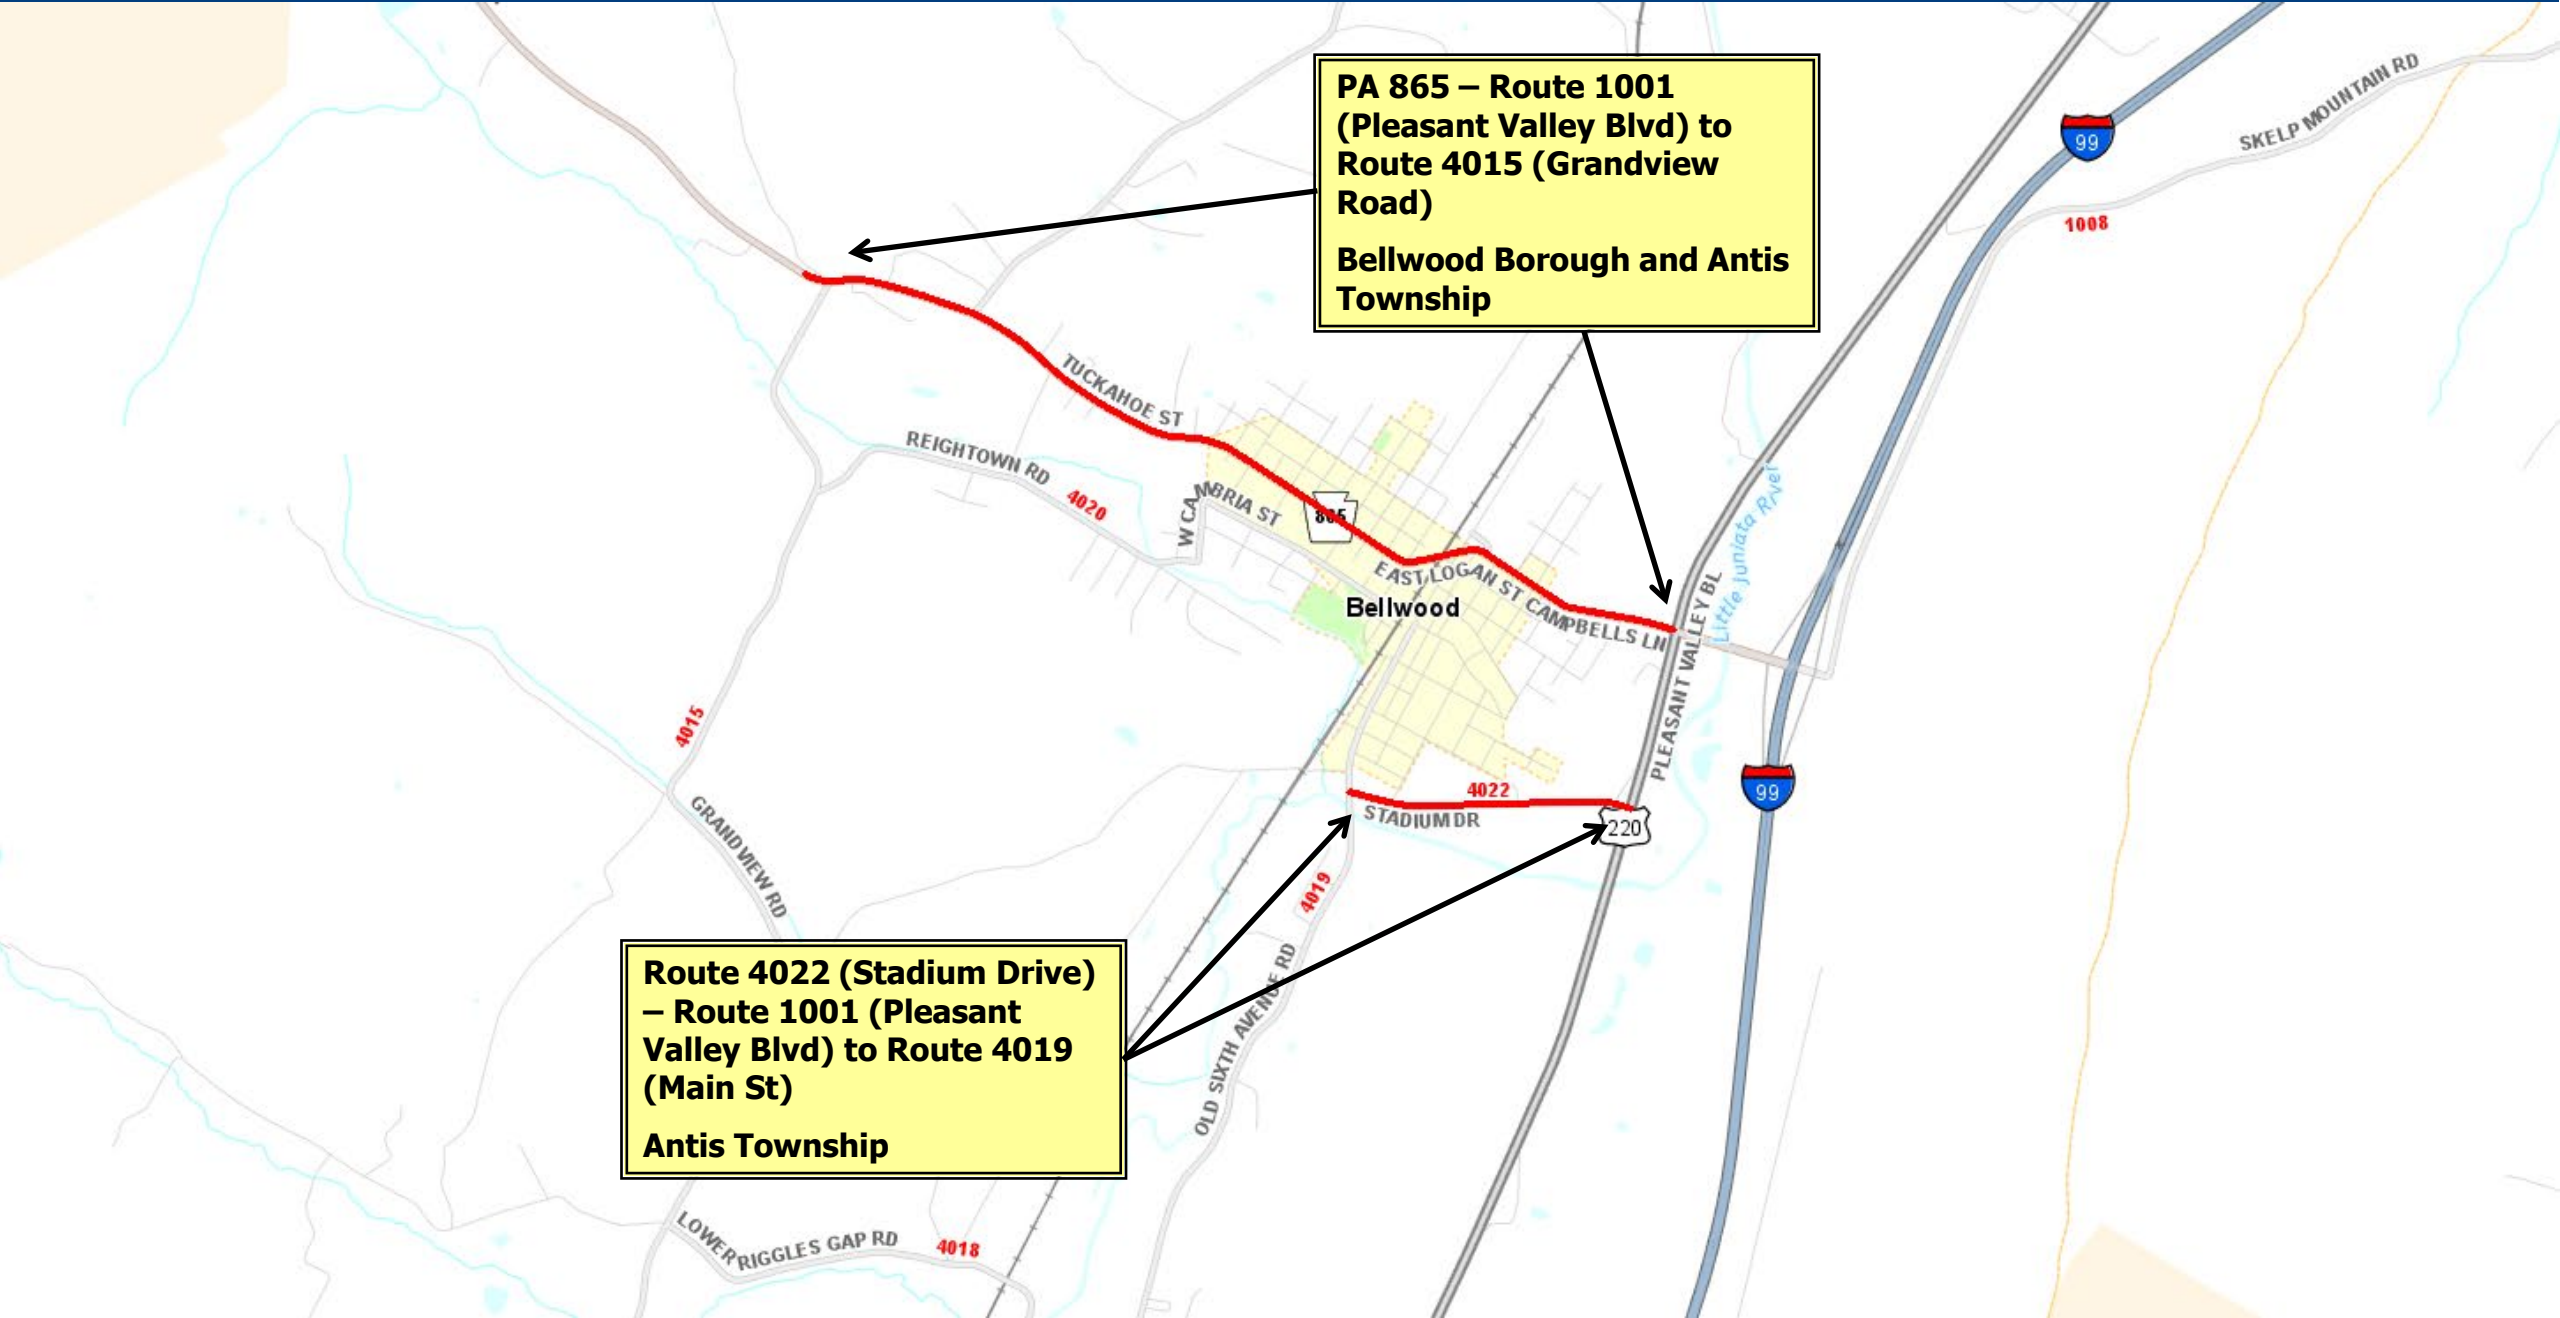 PA 865 – Route 1001
(Pleasant Valley Blvd) to
Route 4015 (Grandview
Road)
Bellwood Borough and Antis
Township
99
SKELP MOUNTAIN RD
1008
TUCKAHOE ST
REIGHTOWN RD
4020
W CAMBRIA ST
865
EAST LOGAN ST
CAMPBELLS LN
Bellwood
PLEASANT VALLEY BL
Little Juniata River
4015
GRANDVIEW RD
4022
STADIUM DR
220
99
4019
OLD SIXTH AVENUE RD
Route 4022 (Stadium Drive)
– Route 1001 (Pleasant
Valley Blvd) to Route 4019
(Main St)
Antis Township
LOWER RIGGLES GAP RD
4018